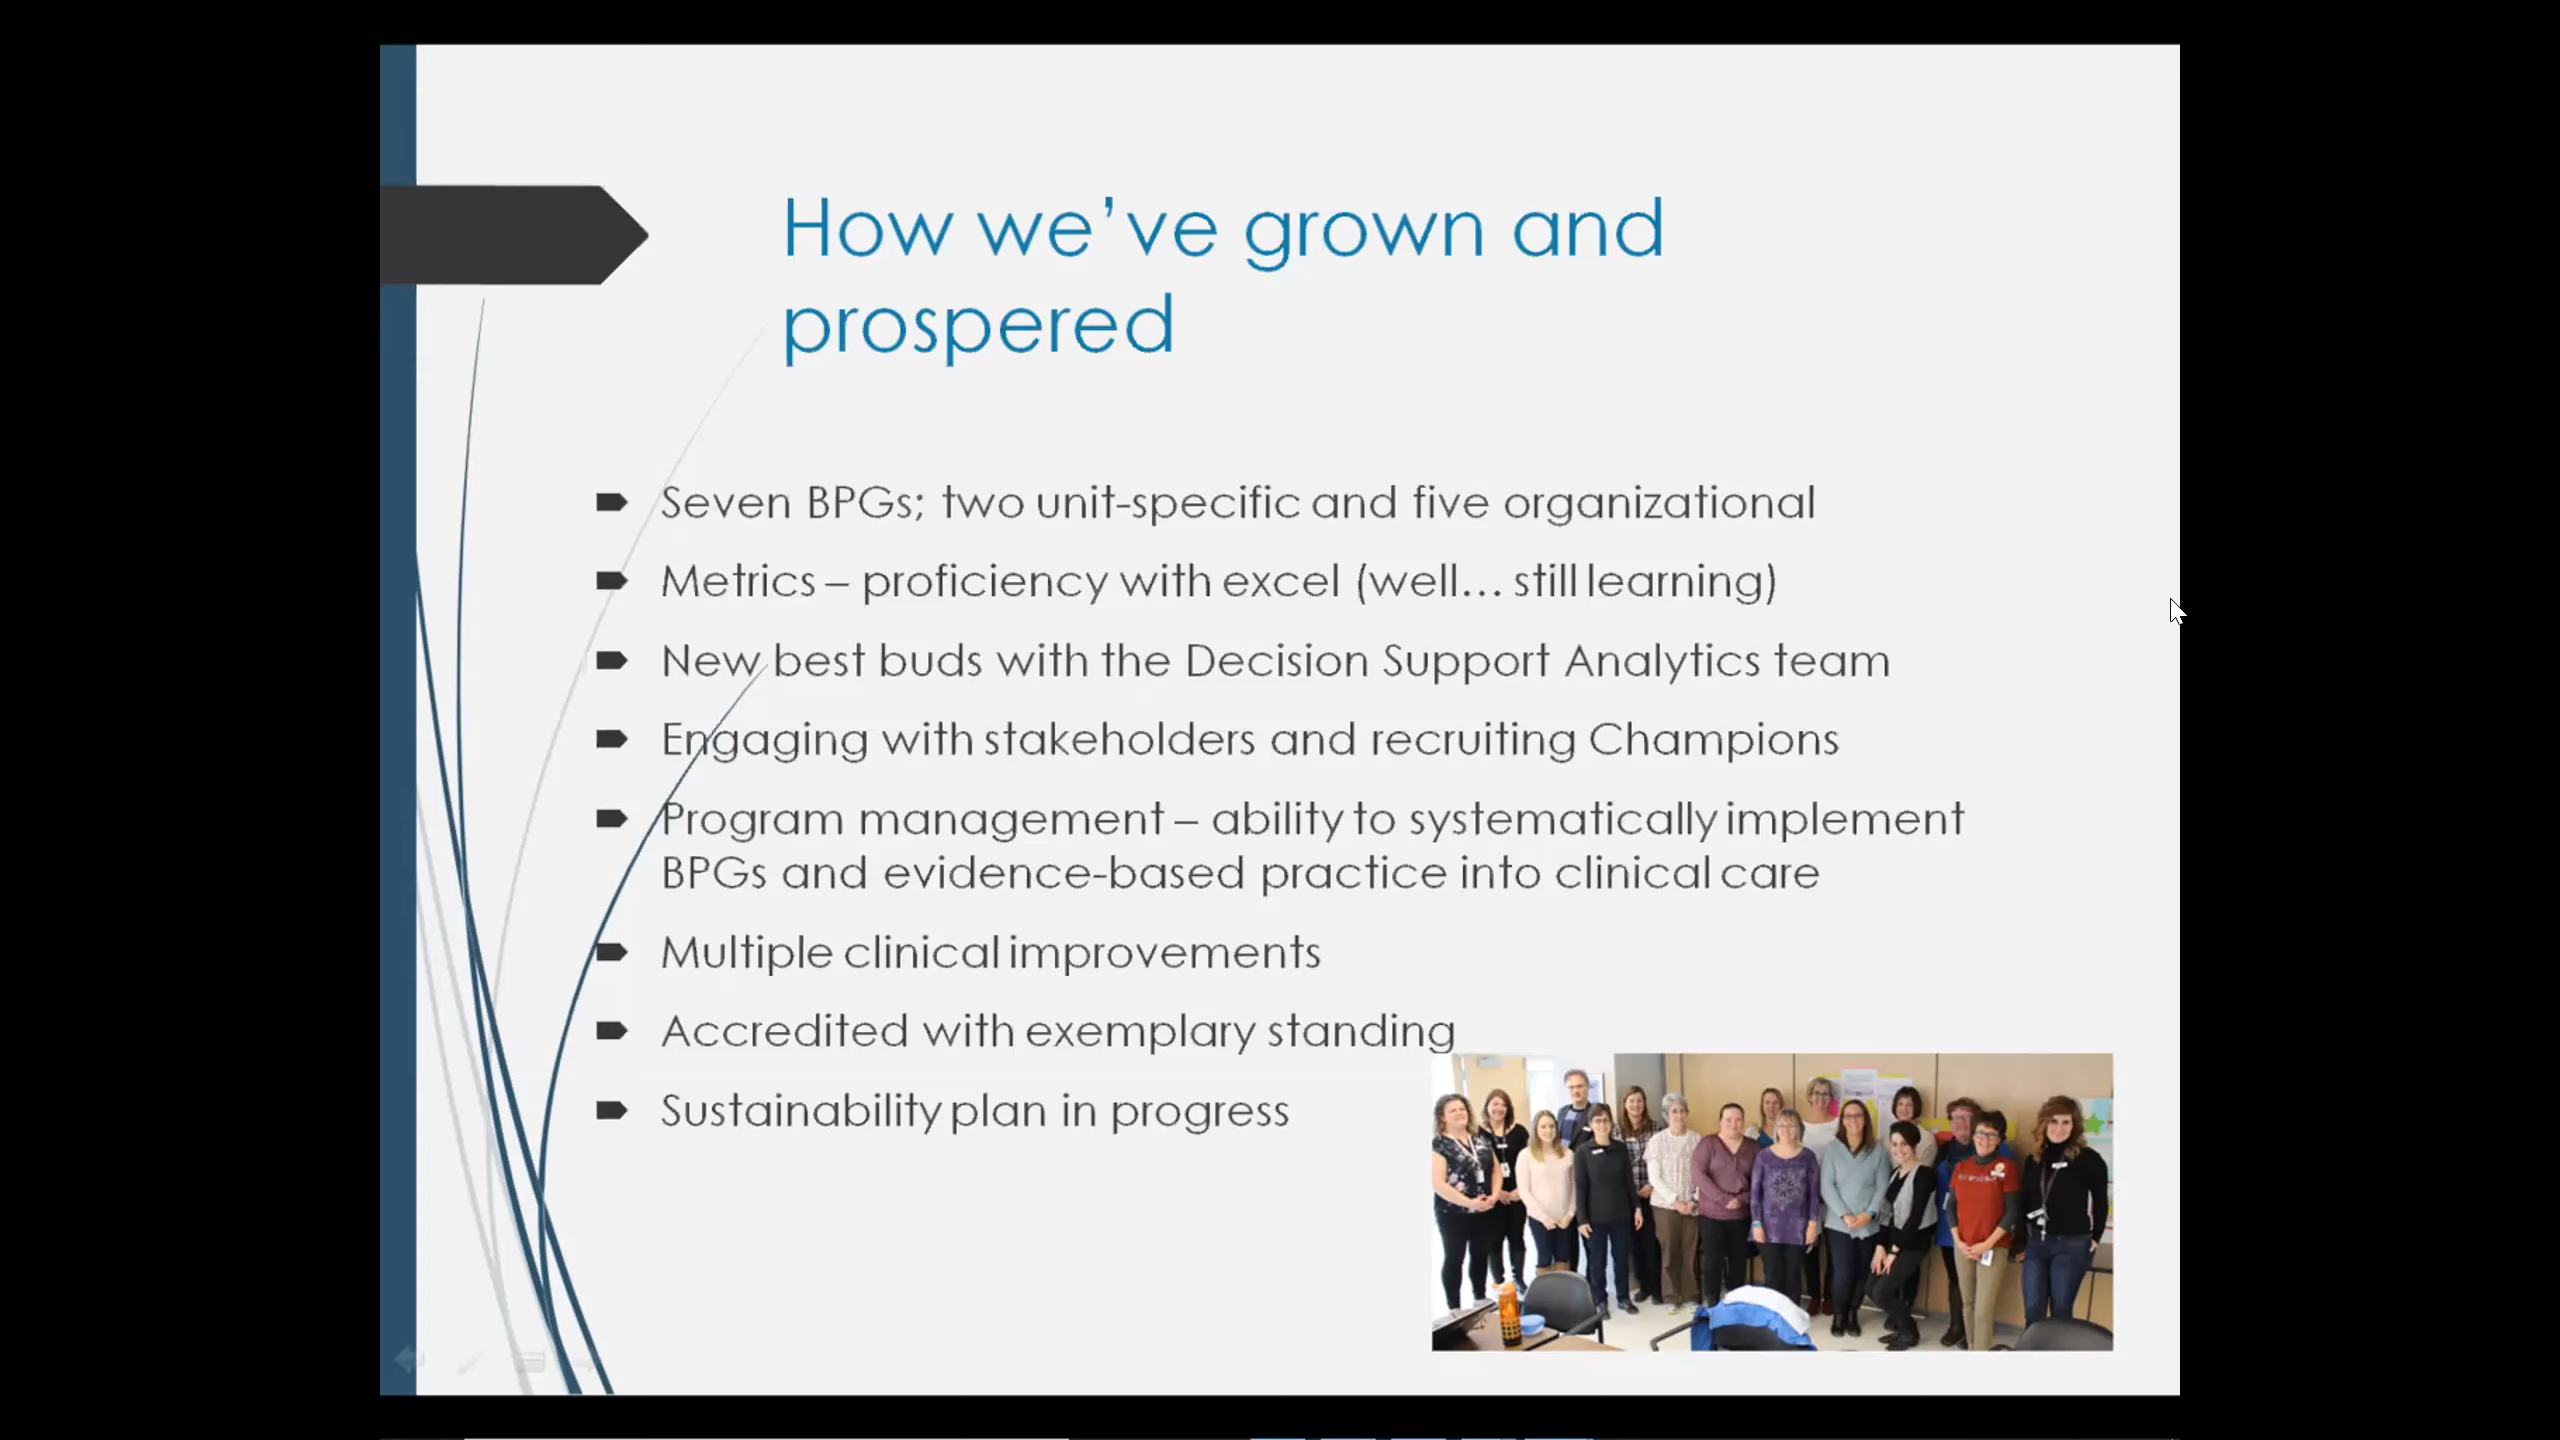 How we’ve grown and
prospered
Seven BPGs; two unit-specific and five organizational
Metrics – proficiency with excel (well… still learning)
New best buds with the Decision Support Analytics team
Engaging with stakeholders and recruiting Champions
Program management – ability to systematically implement
BPGs and evidence-based practice into clinical care
Multiple clinical improvements
Accredited with exemplary standing
Sustainability plan in progress